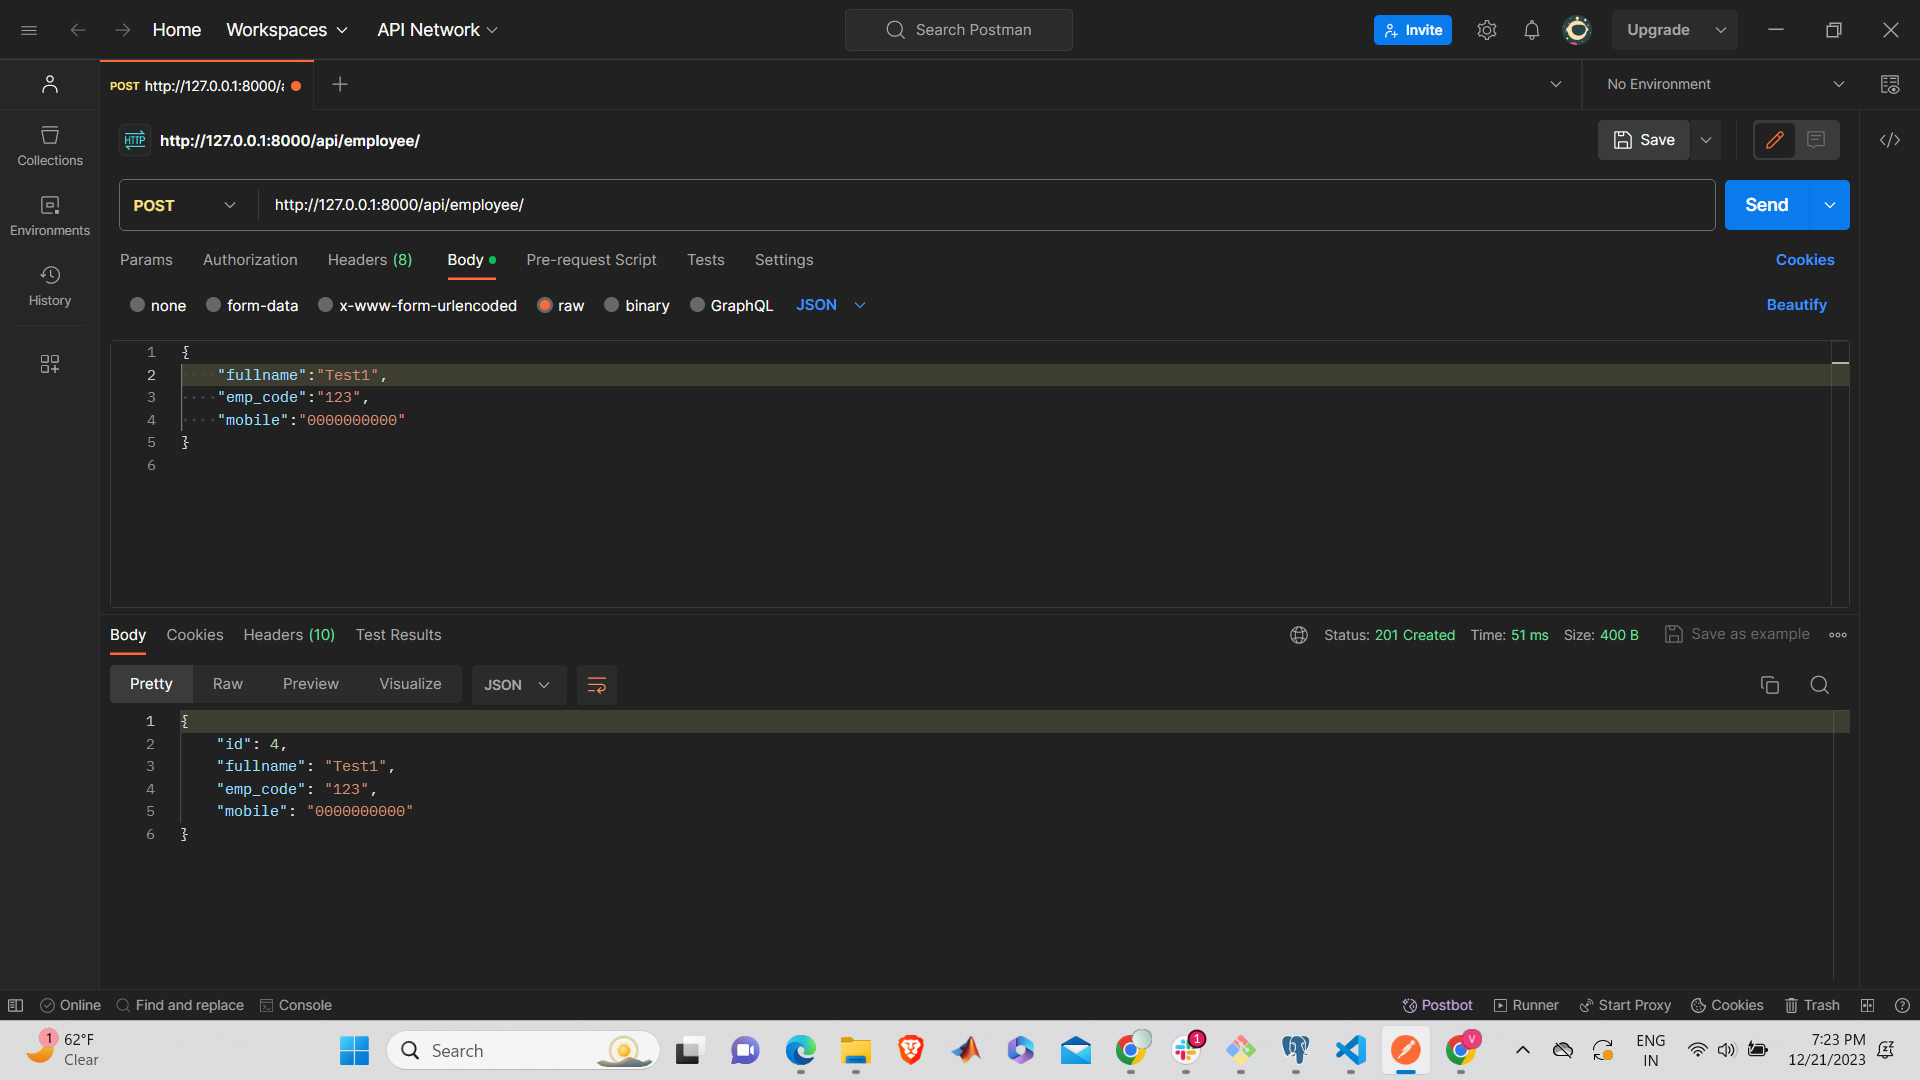 Home Workspaces API Network Search Postman Invite Upgrade
POST http://127.0.0.1:8000/a No Environment
HTTP http://127.0.0.1:8000/api/employee/ Save
Collections
POST http://127.0.0.1:8000/api/employee/ Send
Environments
Params Authorization Headers (8) Body Pre-request Script Tests Settings Cookies
History
none form-data x-www-form-urlencoded raw binary GraphQL JSON Beautify
1 {
2 "fullname":"Test1",
3 "emp_code":"123",
4 "mobile":"0000000000"
5 }
6
Body Cookies Headers (10) Test Results Status: 201 Created Time: 51 ms Size: 400 B Save as example
Pretty Raw Preview Visualize JSON
1 {
2 "id": 4,
3 "fullname": "Test1",
4 "emp_code": "123",
5 "mobile": "0000000000"
6 }
Online Find and replace Console Postbot Runner Start Proxy Cookies Trash
1 62°F
Clear
Search
1
V
ENG
IN
7:23 PM
12/21/2023